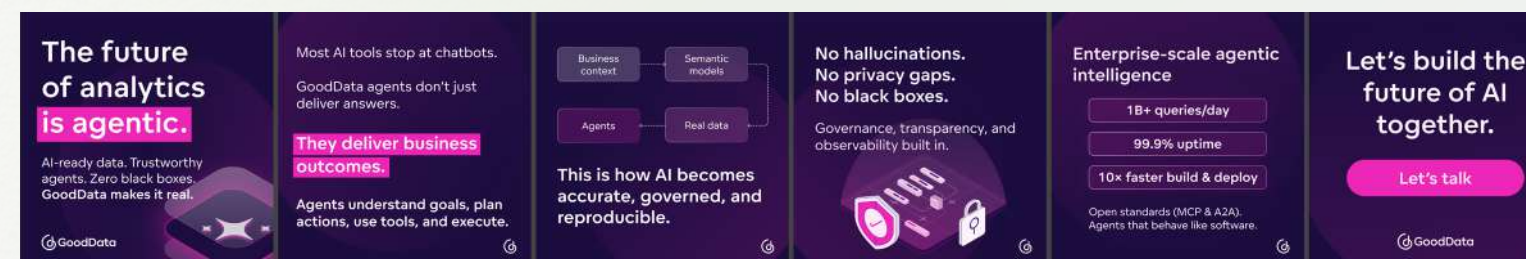 The future
of analytics
is agentic.
AI-ready data. Trustworthy
agents. Zero black boxes.
GoodData makes it real.
GoodData
Most AI tools stop at chatbots.
GoodData agents don't just
deliver answers.
They deliver business
outcomes.
Agents understand goals, plan
actions, use tools, and execute.
Business
context
Semantic
models
Agents
Real data
This is how AI becomes
accurate, governed, and
reproducible.
No hallucinations.
No privacy gaps.
No black boxes.
Governance, transparency, and
observability built in.
Enterprise-scale agentic
intelligence
1B+ queries/day
99.9% uptime
10× faster build & deploy
Open standards (MCP & A2A).
Agents that behave like software.
Let's build the
future of AI
together.
Let's talk
GoodData